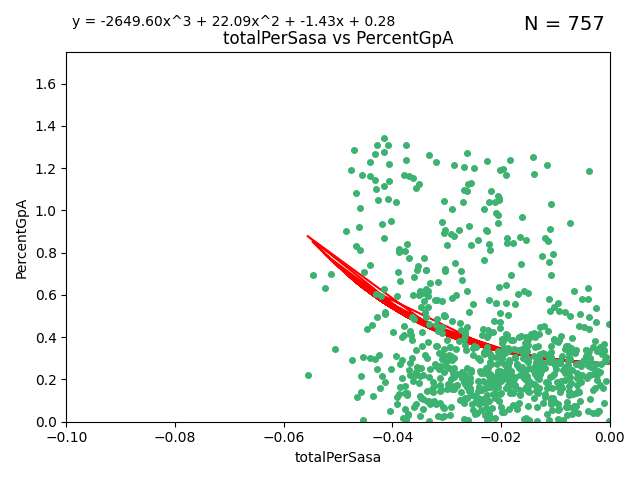 y = -2649.60x^3 + 22.09x^2 + -1.43x + 0.28
N = 757
totalPerSasa vs PercentGpA
PercentGpA
1.6
1.4
1.2
1.0
0.8
0.6
0.4
0.2
0.0
−0.10 −0.08 −0.06 −0.04 −0.02 0.00
totalPerSasa